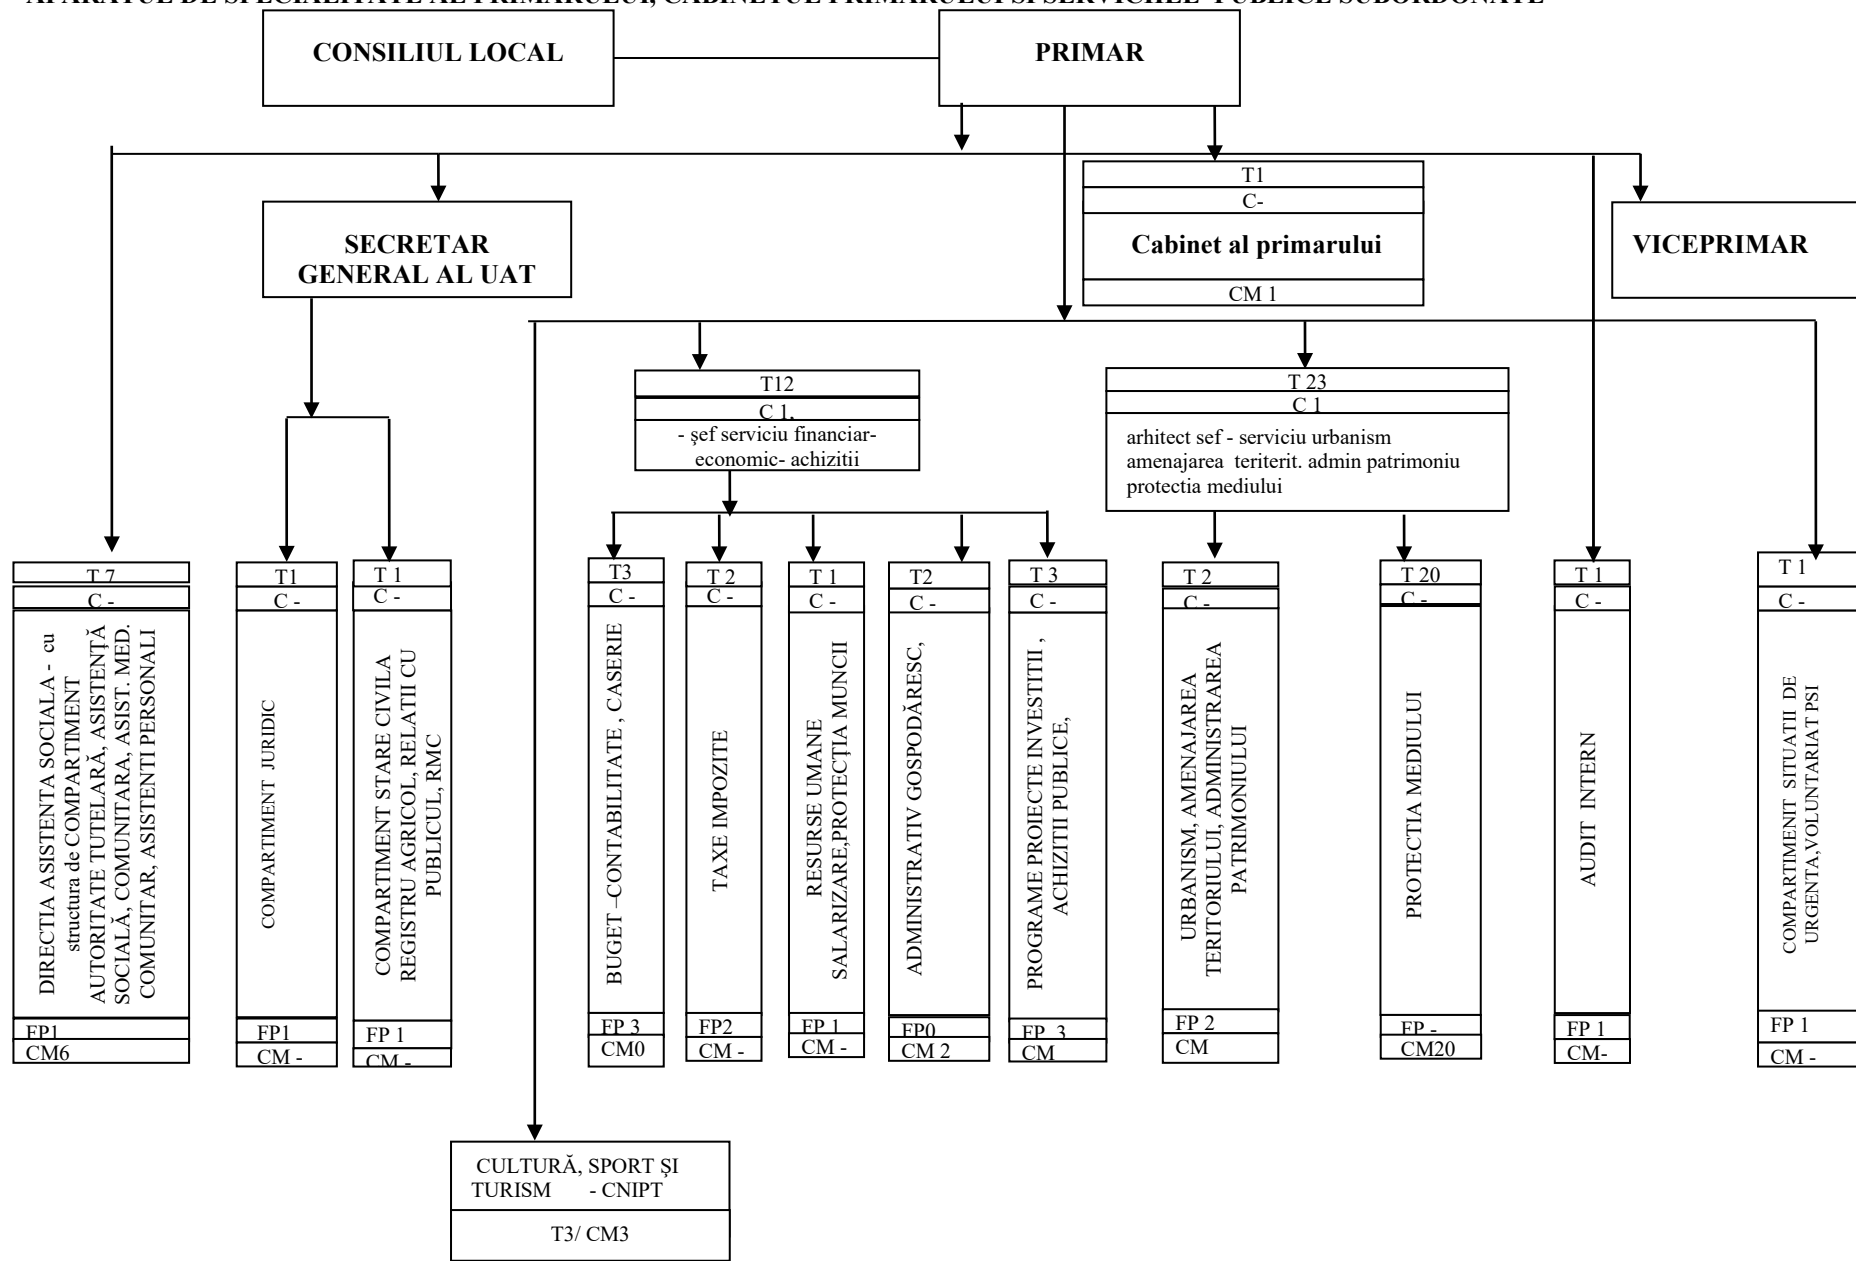 APARATUL DE SPECIALITATE AL PRIMARULUI, CABINETUL PRIMARULUI SI SERVICIILE PUBLICE SUBORDONATE
CONSILIUL LOCAL
PRIMAR
T1
C-
Cabinet al primarului
CM 1
SECRETAR
GENERAL AL UAT
VICEPRIMAR
T12
C 1.
- şef serviciu financiar-
economic- achizitii
T 23
C 1
arhitect sef - serviciu urbanism
amenajarea teriterit. admin patrimoniu
protectia mediului
T 7
C -
DIRECTIA ASISTENTA SOCIALA - cu
structura de COMPARTIMENT
AUTORITATE TUTELARĂ, ASISTENŢĂ
SOCIALĂ, COMUNITARA, ASIST. MED.
COMUNITAR, ASISTENTI PERSONALI
FP1
CM6
T1
C -
COMPARTIMENT JURIDIC
FP1
CM -
T 1
C -
COMPARTIMENT STARE CIVILA
REGISTRU AGRICOL, RELATII CU
PUBLICUL, RMC
FP 1
CM -
T3
C -
BUGET –CONTABILITATE , CASERIE
FP 3
CM0
T 2
C -
TAXE IMPOZITE
FP2
CM -
T 1
C -
RESURSE UMANE
SALARIZARE,PROTECŢIA MUNCII
FP 1
CM -
T2
C -
ADMINISTRATIV GOSPODĂRESC,
FP0
CM 2
T 3
C -
PROGRAME PROIECTE INVESTITII ,
ACHIZITII PUBLICE,
FP 3
CM
T 2
C -
URBANISM, AMENAJAREA
TERITORIULUI, ADMINISTRAREA
PATRIMONIULUI
FP 2
CM
T 20
C -
PROTECTIA MEDIULUI
FP -
CM20
T 1
C -
AUDIT INTERN
FP 1
CM-
T 1
C -
COMPARTIMENIT SITUATII DE
URGENTA,VOLUNTARIAT PSI
FP 1
CM -
CULTURĂ, SPORT ŞI
TURISM - CNIPT
T3/ CM3